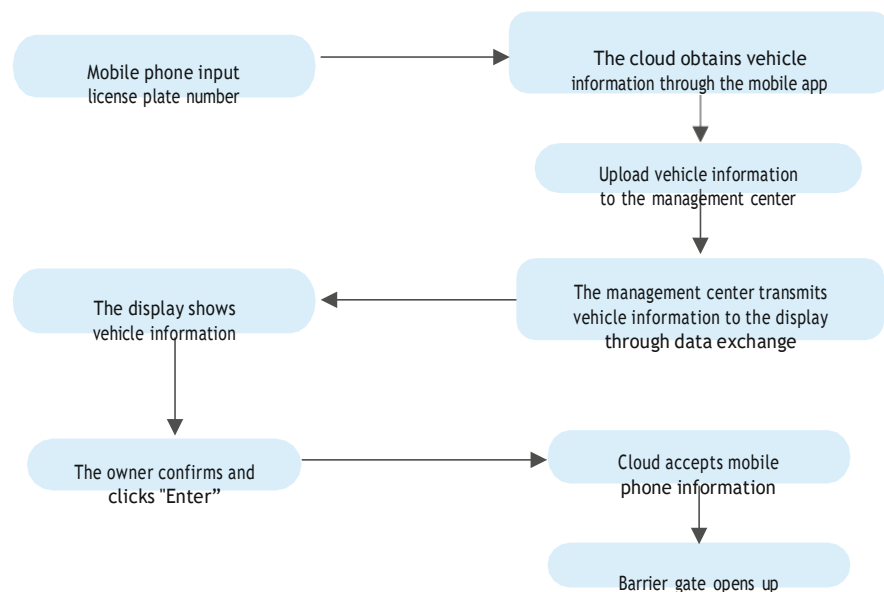 Mobile phone input
license plate number
The cloud obtains vehicle
information through the mobile app
Upload vehicle information
to the management center
The management center transmits
vehicle information to the display
through data exchange
The display shows
vehicle information
The owner confirms and
clicks "Enter”
Cloud accepts mobile
phone information
Barrier gate opens up